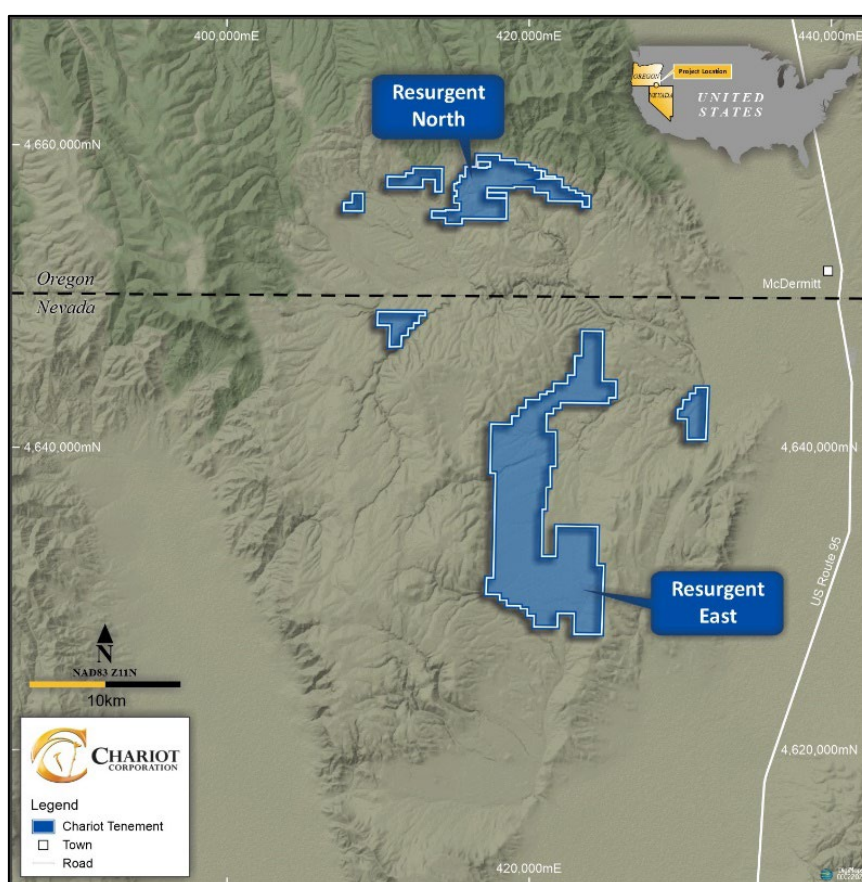 400,000mE
420,000mE
440,000mE
OREGON
NEVADA
Project Location
UNITED
STATES
Resurgent
North
4,660,000mN
Oregon
Nevada
McDermitt
4,640,000mN
4,640,000mN
US Route 95
Resurgent
East
N
NAD83 Z11N
10km
4,620,000mN
CHARIOT
CORPORATION
Legend
Chariot Tenement
Town
Road
420,000mE